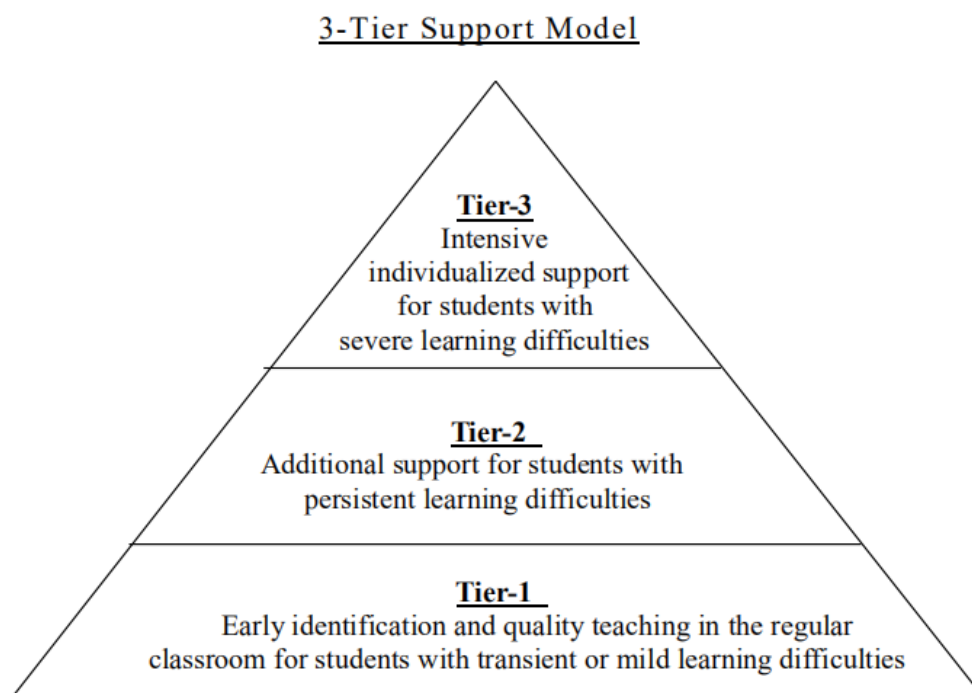 3-Tier Support Model
Tier-3
Intensive
individualized support
for students with
severe learning difficulties
Tier-2
Additional support for students with
persistent learning difficulties
Tier-1
Early identification and quality teaching in the regular
classroom for students with transient or mild learning difficulties